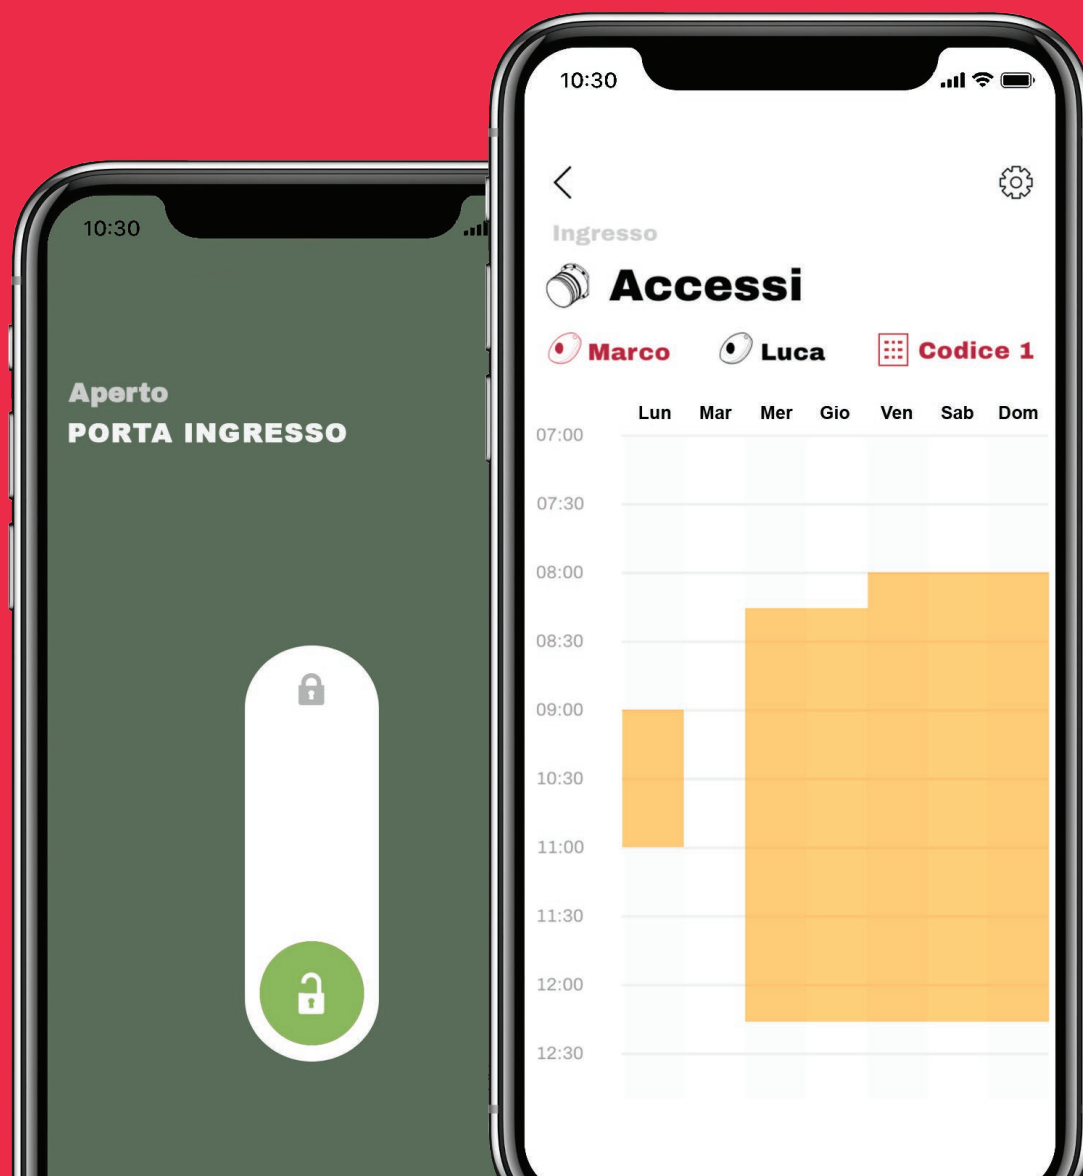 10:30
Aperto
PORTA INGRESSO
10:30
Ingresso
Accessi
Marco Luca Codice 1
Lun Mar Mer Gio Ven Sab Dom
07:00
07:30
08:00
08:30
09:00
10:30
11:00
11:30
12:00
12:30